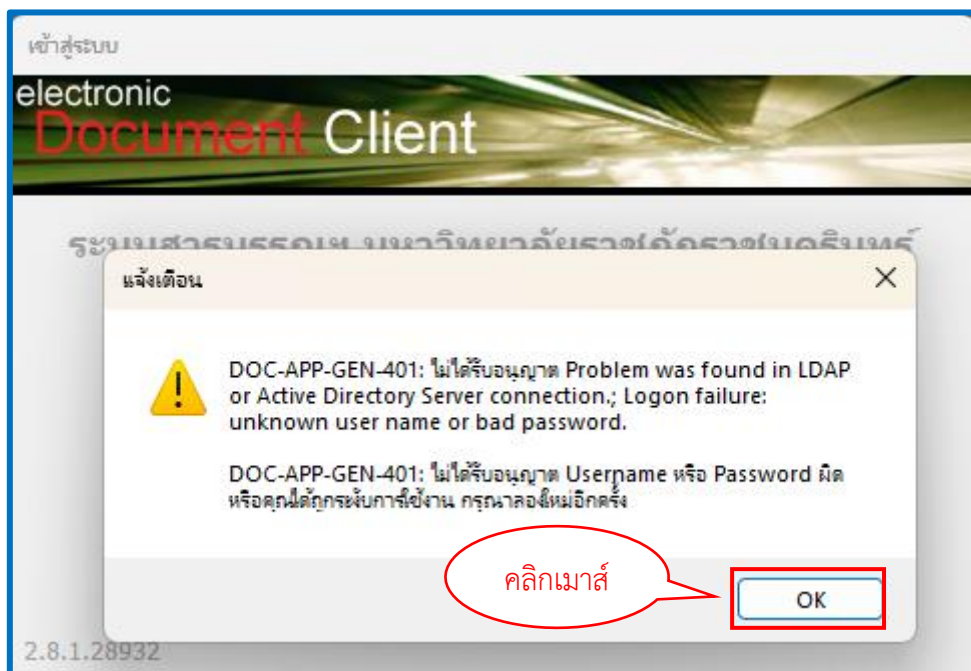 เข้าสู่ระบบ
electronic
Document Client
ระบบสารบรรณฯ มหาวิทยาลัยราชภัฏราชนครินทร์
แจ้งเตือน
DOC-APP-GEN-401: ไม่ได้รับอนุญาต Problem was found in LDAP
or Active Directory Server connection.; Logon failure:
unknown user name or bad password.
DOC-APP-GEN-401: ไม่ได้รับอนุญาต Username หรือ Password ผิด
หรือคุณได้ถูกระงับการใช้งาน กรุณาลองใหม่อีกครั้ง
คลิกเมาส์
OK
2.8.1.28932